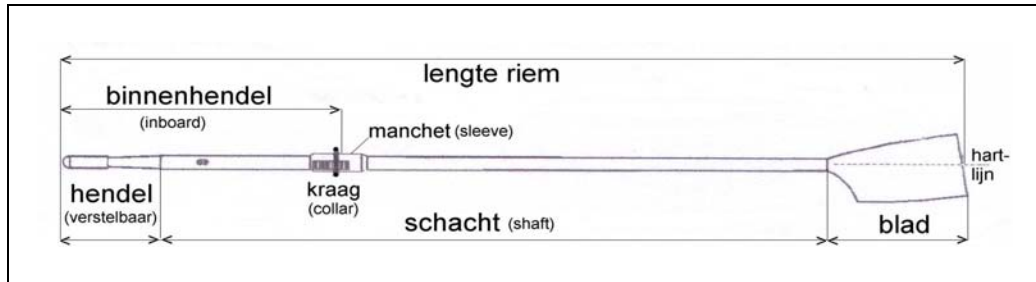 lengte riem
binnenhendel
(inboard)
manchet (sleeve)
hart-
lijn
hendel
(verstelbaar)
kraag
(collar)
schacht (shaft)
blad